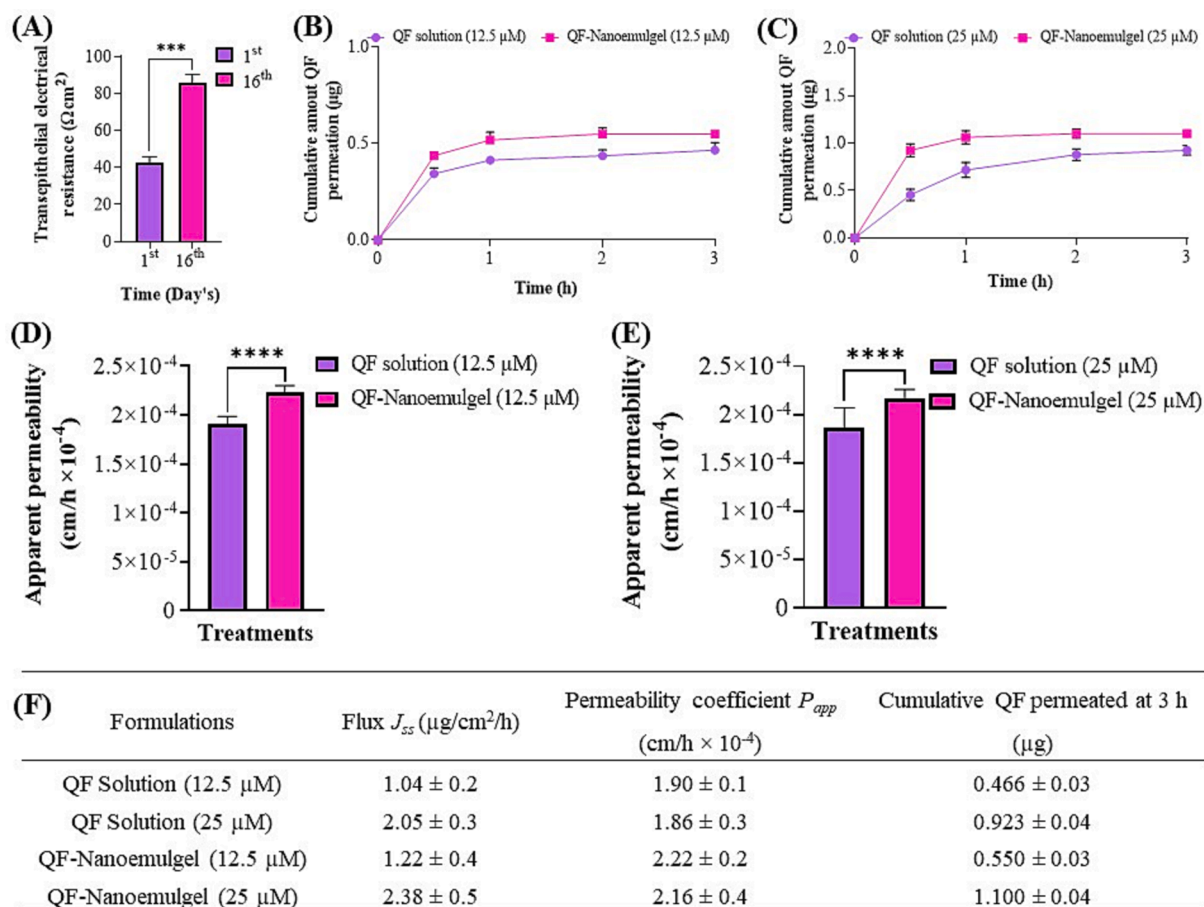 (A)
***
1st
16th
Transepithelial electrical
resistance (Ω cm²)
100
80
60
40
20
0
1st
16th
Time (Day's)
(B)
QF solution (12.5 µM)
QF-Nanoemulgel (12.5 µM)
Cumulative amout QF
permeation (µg)
1.0
0.5
0.0
0
1
2
3
Time (h)
(C)
QF solution (25 µM)
QF-Nanoemulgel (25 µM)
Cumulative amout QF
permeation (µg)
2.0
1.5
1.0
0.5
0.0
0
1
2
3
Time (h)
(D)
****
QF solution (12.5 µM)
QF-Nanoemulgel (12.5 µM)
Apparent permeability
(cm/h ×10-4)
2.5×10-4
2×10-4
1.5×10-4
1×10-4
5×10-5
0
Treatments
(E)
****
QF solution (25 µM)
QF-Nanoemulgel (25 µM)
Apparent permeability
(cm/h ×10-4)
2.5×10-4
2×10-4
1.5×10-4
1×10-4
5×10-5
0
Treatments
(F)
Formulations Flux Jss (µg/cm²/h) Permeability coefficient Papp (cm/h × 10-4) Cumulative QF permeated at 3 h (µg)
QF Solution (12.5 µM) 1.04 ± 0.2 1.90 ± 0.1 0.466 ± 0.03
QF Solution (25 µM) 2.05 ± 0.3 1.86 ± 0.3 0.923 ± 0.04
QF-Nanoemulgel (12.5 µM) 1.22 ± 0.4 2.22 ± 0.2 0.550 ± 0.03
QF-Nanoemulgel (25 µM) 2.38 ± 0.5 2.16 ± 0.4 1.100 ± 0.04